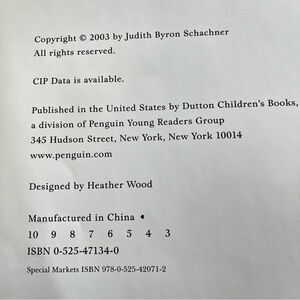 Copyright © 2003 by Judith Byron Schachner
All rights reserved.
CIP Data is available.
Published in the United States by Dutton Children's Books,
a division of Penguin Young Readers Group
345 Hudson Street, New York, New York 10014
www.penguin.com
Designed by Heather Wood
Manufactured in China ♦
10 9 8 7 6 5 4 3
ISBN 0-525-47134-0
Special Markets ISBN 978-0-525-42071-2